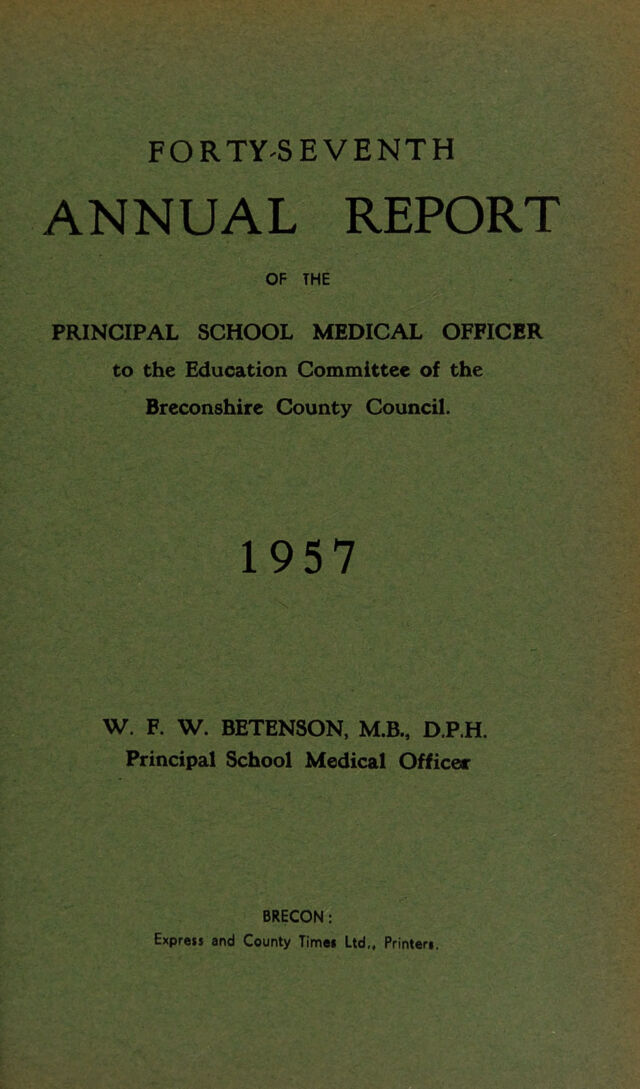 FORTY-SEVENTH
ANNUAL REPORT
OF THE
PRINCIPAL SCHOOL MEDICAL OFFICER
to the Education Committee of the
Breconshire County Council.
1957
W. F. W. BETENSON, M.B., D.P.H.
Principal School Medical Officer
BRECON:
Express and County Times Ltd., Printers.